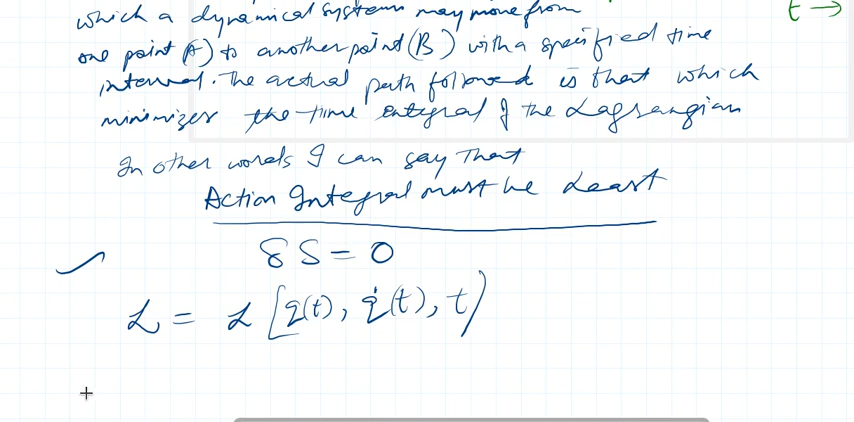 which a dynamical system may move from
one point (A) to another point (B) with a specified time
interval. The actual path followed is that which
minimizes the time integral of the Lagrangian
In other words I can say that
Action Integral must be Least
δS = 0
L = L [q(t), q̇(t), t)
t →